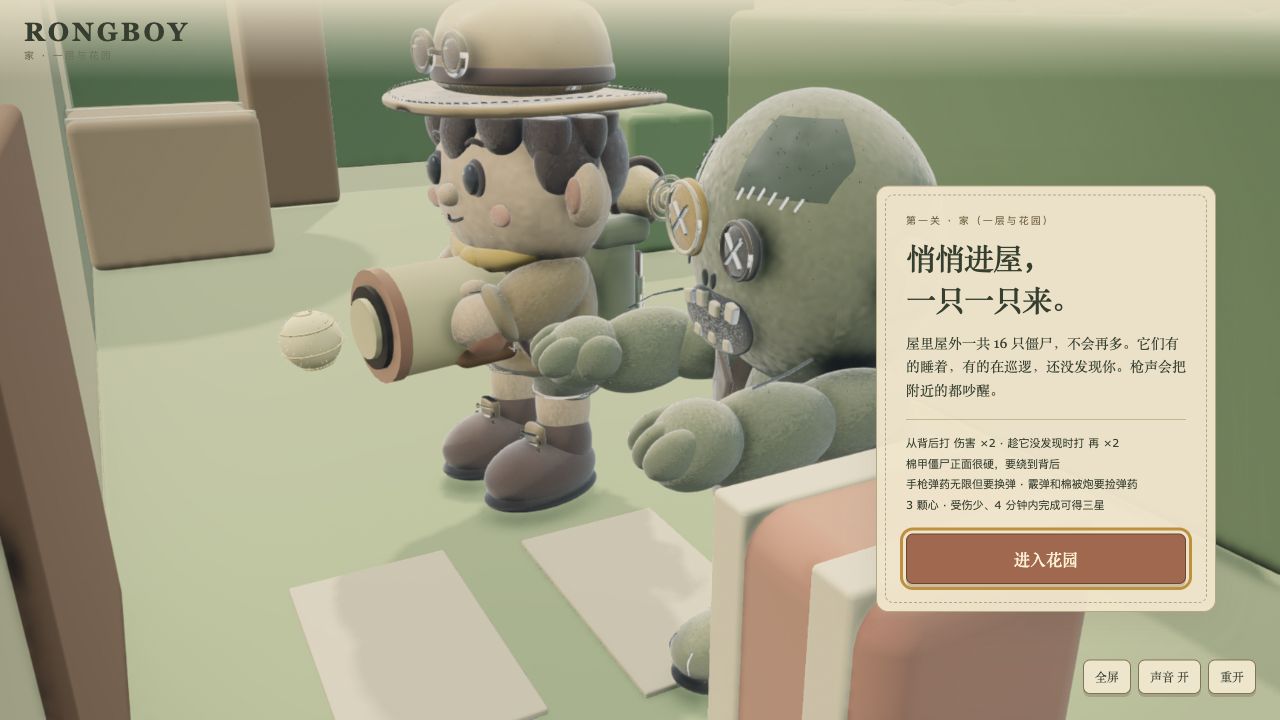 RONGBOY
家 · 一层与花园
第一关 · 家（一层与花园）
悄悄进屋，
一只一只来。
屋里屋外一共 16 只僵尸，不会再多。它们有
的睡着，有的在巡逻，还没发现你。枪声会把
附近的都吵醒。
从背后打 伤害 ×2 · 趁它没发现时打 再 ×2
棉甲僵尸正面很硬，要绕到背后
手枪弹药无限但要换弹 · 霰弹和棉被炮要捡弹药
3 颗心 · 受伤少、4 分钟内完成可得三星
进入花园
全屏
声音 开
重开